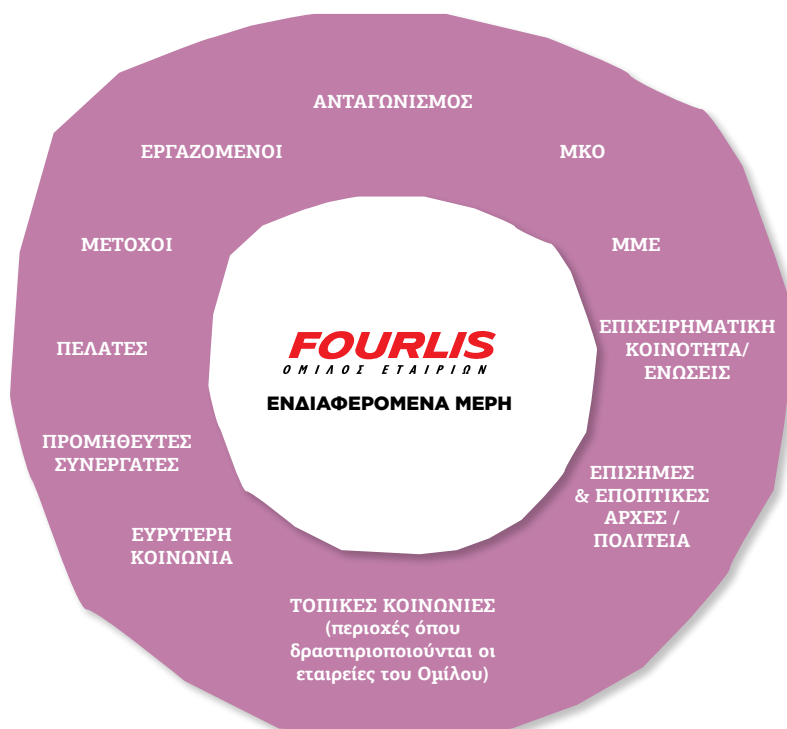 ΑΝΤΑΓΩΝΙΣΜΟΣ
ΕΡΓΑΖΟΜΕΝΟΙ
ΜΚΟ
ΜΕΤΟΧΟΙ
ΜΜΕ
ΠΕΛΑΤΕΣ
ΕΠΙΧΕΙΡΗΜΑΤΙΚΗ
ΚΟΙΝΟΤΗΤΑ/
ΕΝΩΣΕΙΣ
FOURLIS
ΟΜΙΛΟΣ ΕΤΑΙΡΙΩΝ
ΕΝΔΙΑΦΕΡΟΜΕΝΑ ΜΕΡΗ
ΠΡΟΜΗΘΕΥΤΕΣ
ΣΥΝΕΡΓΑΤΕΣ
ΕΠΙΣΗΜΕΣ
& ΕΠΟΠΤΙΚΕΣ
ΑΡΧΕΣ /
ΠΟΛΙΤΕΙΑ
ΕΥΡΥΤΕΡΗ
ΚΟΙΝΩΝΙΑ
ΤΟΠΙΚΕΣ ΚΟΙΝΩΝΙΕΣ
(περιοχές όπου
δραστηριοποιούνται οι
εταιρείες του Ομίλου)